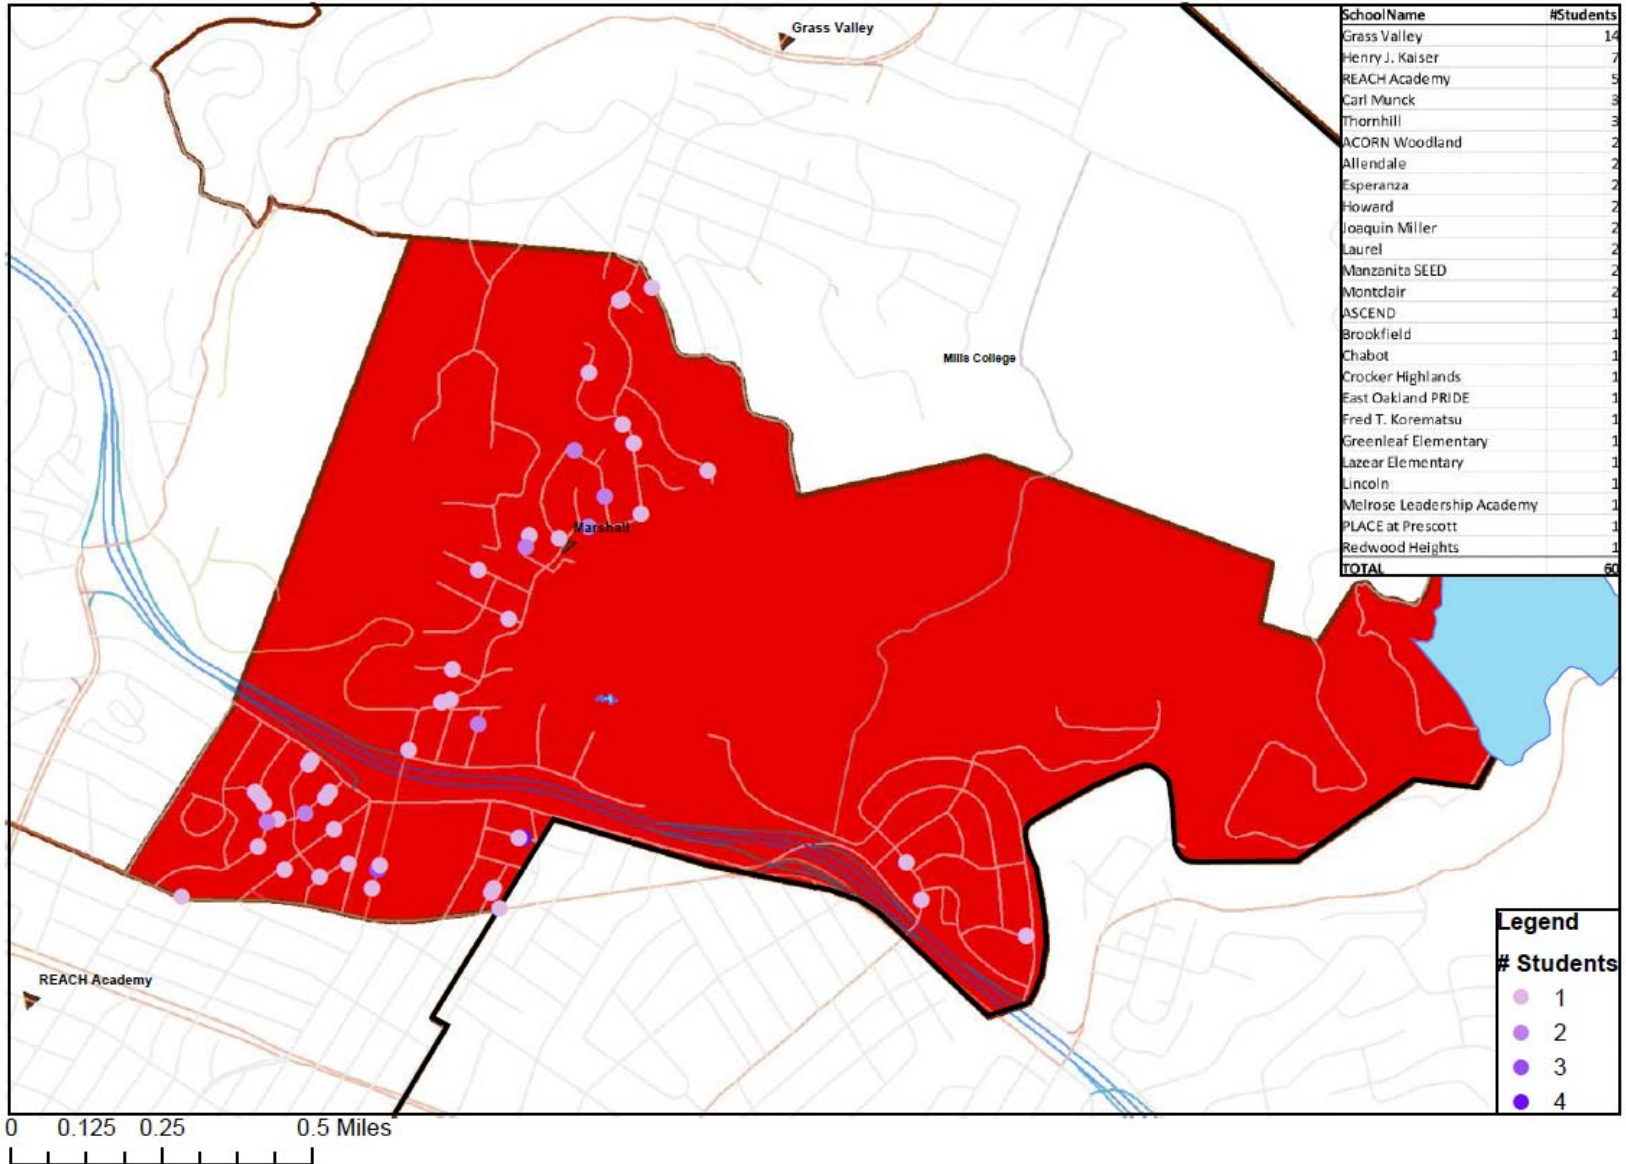 Grass Valley
SchoolName #Students
Grass Valley 14
Henry J. Kaiser 7
REACH Academy 5
Carl Munck 3
Thornhill 3
ACORN Woodland 2
Allendale 2
Esperanza 2
Howard 2
Joaquin Miller 2
Laurel 2
Manzanita SEED 2
Montclair 2
ASCEND 1
Brookfield 1
Chabot 1
Crocker Highlands 1
East Oakland PRIDE 1
Fred T. Korematsu 1
Greenleaf Elementary 1
Lazear Elementary 1
Lincoln 1
Melrose Leadership Academy 1
PLACE at Prescott 1
Redwood Heights 1
TOTAL 60
Mills College
Marshall
REACH Academy
Legend
# Students
1
2
3
4
0 0.125 0.25 0.5 Miles